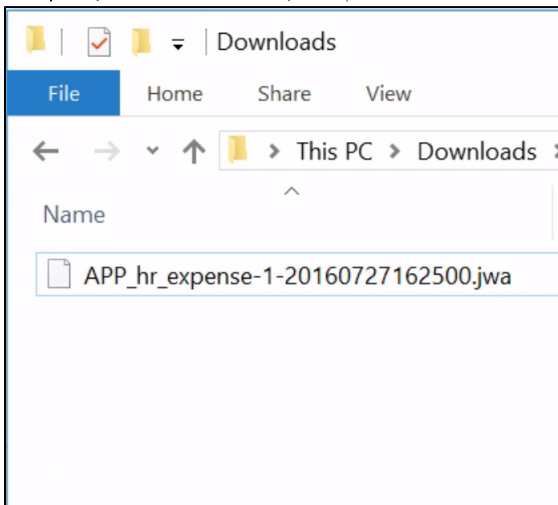 Downloads
File Home Share View
This PC Downloads
Name
APP_hr_expense-1-20160727162500.jwa